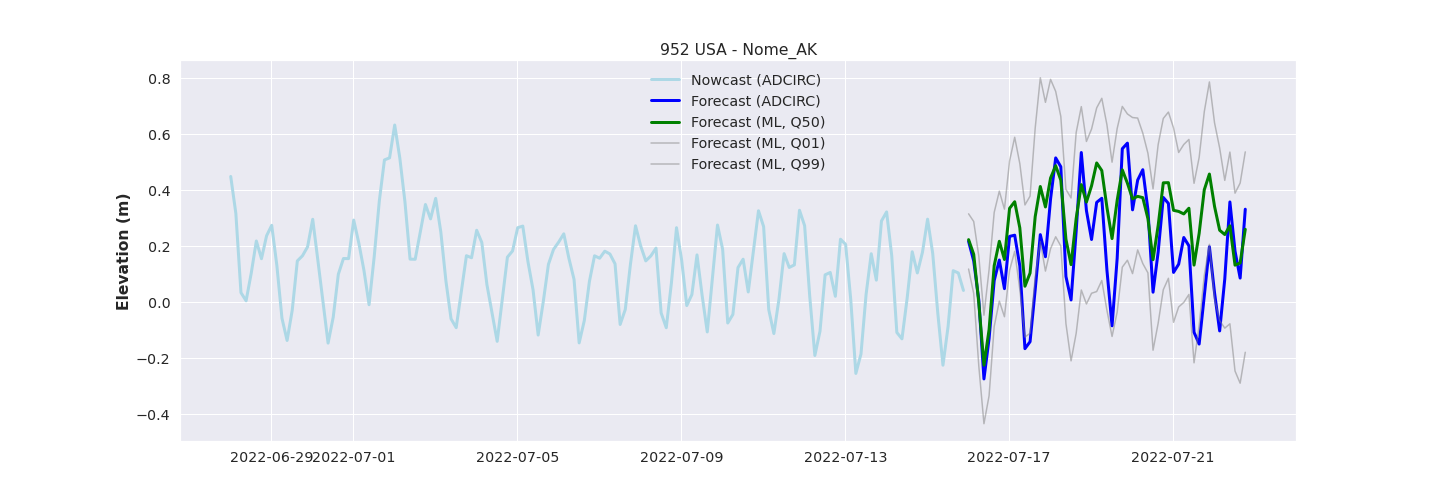 952 USA - Nome_AK
Nowcast (ADCIRC)
Forecast (ADCIRC)
Forecast (ML, Q50)
Forecast (ML, Q01)
Forecast (ML, Q99)
Elevation (m)
0.8
0.6
0.4
0.2
0.0
−0.2
−0.4
2022-06-29
2022-07-01
2022-07-05
2022-07-09
2022-07-13
2022-07-17
2022-07-21